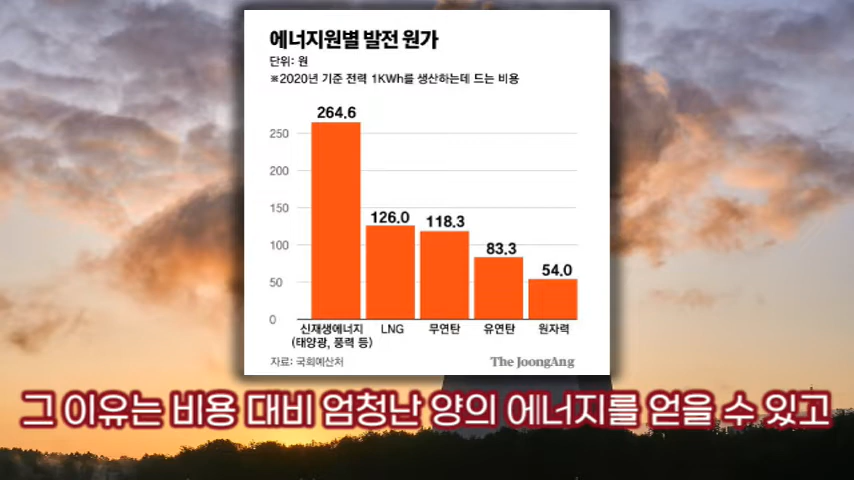 에너지원별 발전 원가
단위: 원
※2020년 기준 전력 1KWh를 생산하는데 드는 비용
264.6
126.0
118.3
83.3
54.0
250
200
150
100
50
0
신재생에너지
(태양광, 풍력 등)
LNG
무연탄
유연탄
원자력
자료: 국회예산처
The JoongAng
그 이유는 비용 대비 엄청난 양의 에너지를 얻을 수 있고